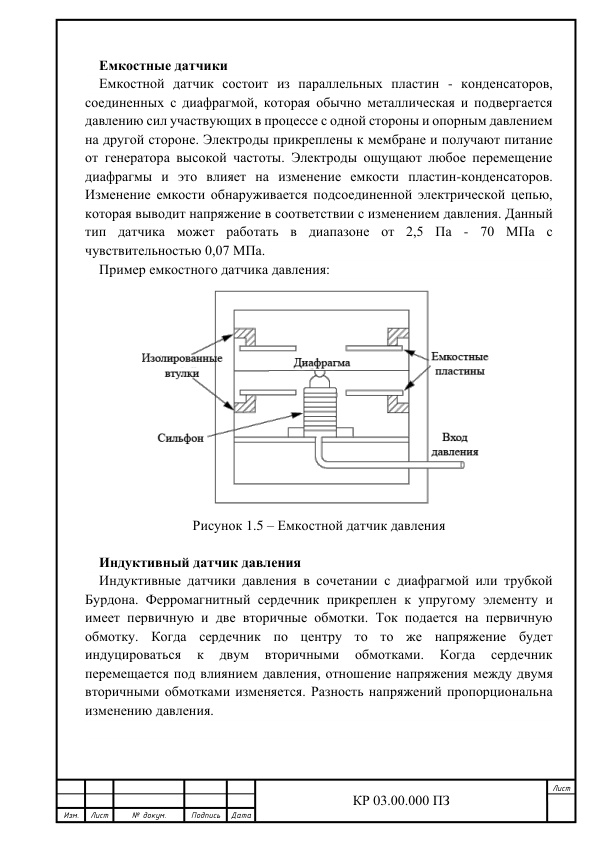 Емкостные датчики
Емкостной датчик состоит из параллельных пластин - конденсаторов,
соединенных с диафрагмой, которая обычно металлическая и подвергается
давлению сил участвующих в процессе с одной стороны и опорным давлением
на другой стороне. Электроды прикреплены к мембране и получают питание
от генератора высокой частоты. Электроды ощущают любое перемещение
диафрагмы и это влияет на изменение емкости пластин-конденсаторов.
Изменение емкости обнаруживается подсоединенной электрической цепью,
которая выводит напряжение в соответствии с изменением давления. Данный
тип датчика может работать в диапазоне от 2,5 Па - 70 МПа с
чувствительностью 0,07 МПа.
Пример емкостного датчика давления:
Изолированные
втулки
Диафрагма
Емкостные
пластины
Сильфон
Вход
давления
Рисунок 1.5 – Емкостной датчик давления
Индуктивный датчик давления
Индуктивные датчики давления в сочетании с диафрагмой или трубкой
Бурдона. Ферромагнитный сердечник прикреплен к упругому элементу и
имеет первичную и две вторичные обмотки. Ток подается на первичную
обмотку. Когда сердечник по центру то то же напряжение будет
индуцироваться к двум вторичными обмотками. Когда сердечник
перемещается под влиянием давления, отношение напряжения между двумя
вторичными обмотками изменяется. Разность напряжений пропорциональна
изменению давления.
КР 03.00.000 ПЗ
Лист
Изм. Лист № докум. Подпись Дата